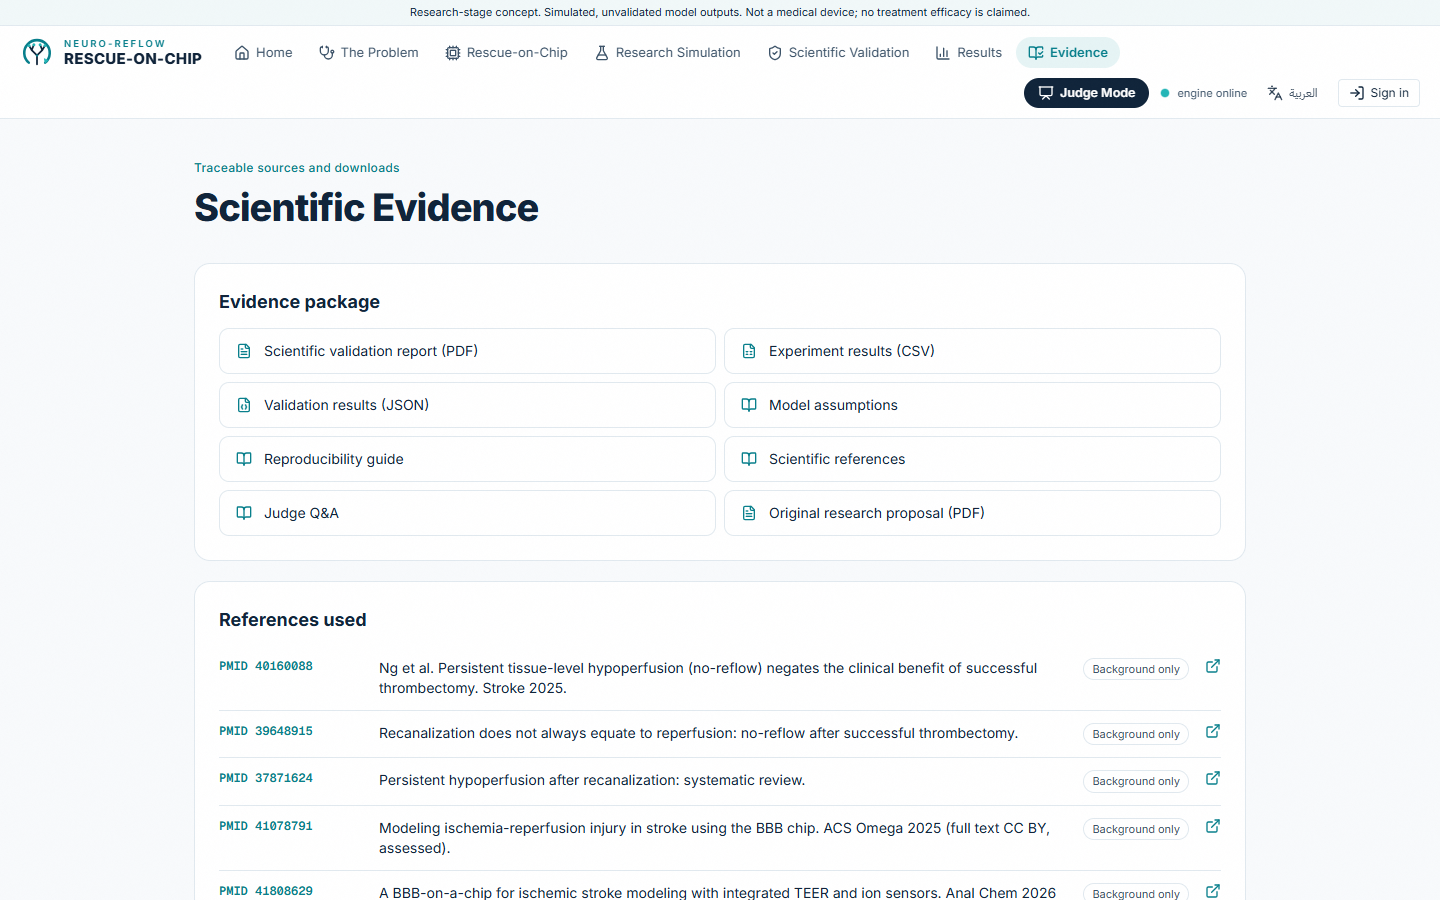 Research-stage concept. Simulated, unvalidated model outputs. Not a medical device; no treatment efficacy is claimed.
NEURO-REFLOW
RESCUE-ON-CHIP
Home
The Problem
Rescue-on-Chip
Research Simulation
Scientific Validation
Results
Evidence
Judge Mode
engine online
العربية
Sign in
Traceable sources and downloads
Scientific Evidence
Evidence package
Scientific validation report (PDF)
Experiment results (CSV)
Validation results (JSON)
Model assumptions
Reproducibility guide
Scientific references
Judge Q&A
Original research proposal (PDF)
References used
PMID 40160088
Ng et al. Persistent tissue-level hypoperfusion (no-reflow) negates the clinical benefit of successful
thrombectomy. Stroke 2025.
Background only
PMID 39648915
Recanalization does not always equate to reperfusion: no-reflow after successful thrombectomy.
Background only
PMID 37871624
Persistent hypoperfusion after recanalization: systematic review.
Background only
PMID 41078791
Modeling ischemia-reperfusion injury in stroke using the BBB chip. ACS Omega 2025 (full text CC BY,
assessed).
Background only
PMID 41808629
A BBB-on-a-chip for ischemic stroke modeling with integrated TEER and ion sensors. Anal Chem 2026
Background only